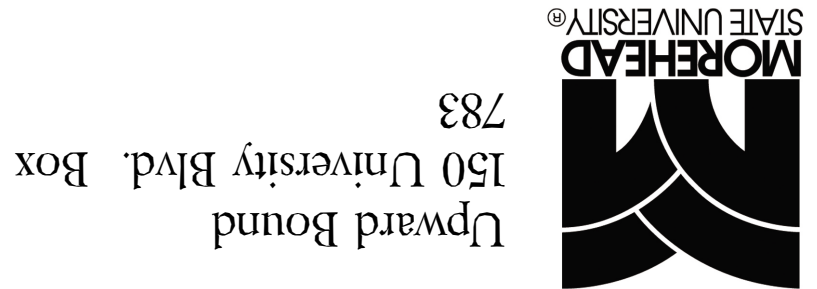 Upward Bound
150 University Blvd.  Box
783
MOREHEAD
STATE UNIVERSITY®